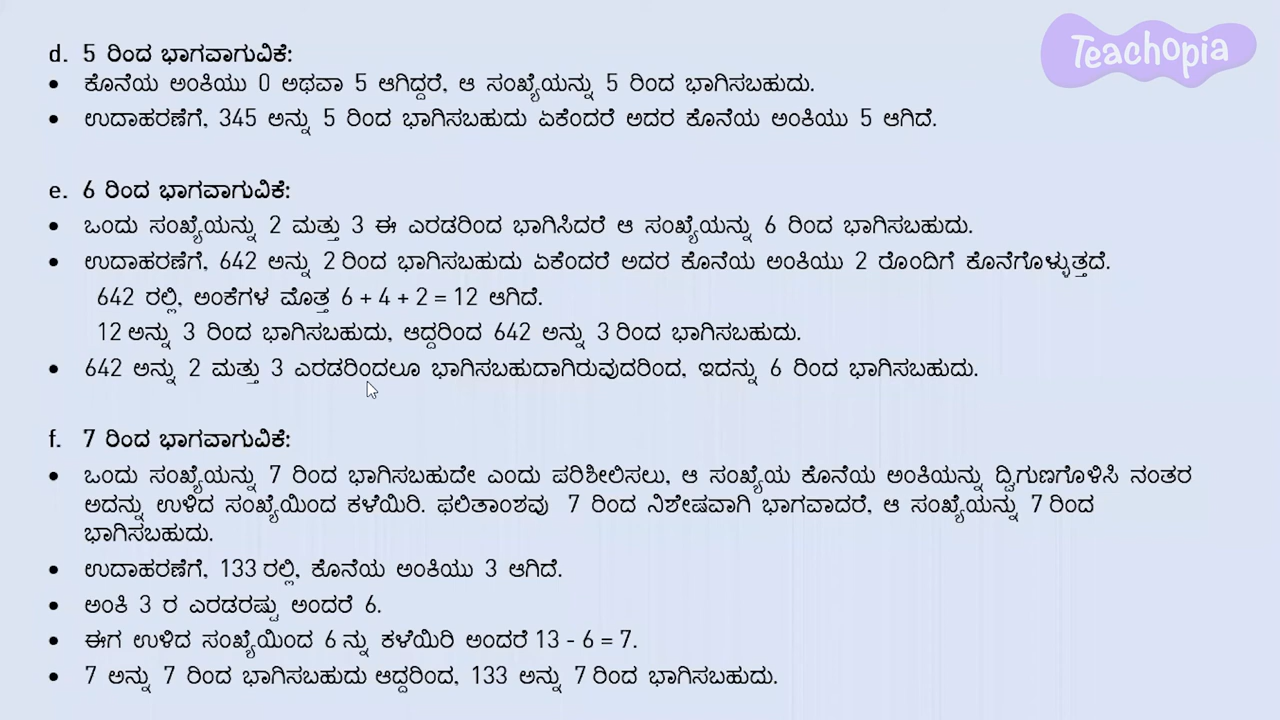 Teachopia
d. 5 ರಿಂದ ಭಾಗವಾಗುವಿಕೆ:
• ಕೊನೆಯ ಅಂಕಿಯು 0 ಅಥವಾ 5 ಆಗಿದ್ದರೆ, ಆ ಸಂಖ್ಯೆಯನ್ನು 5 ರಿಂದ ಭಾಗಿಸಬಹುದು.
• ಉದಾಹರಣೆಗೆ, 345 ಅನ್ನು 5 ರಿಂದ ಭಾಗಿಸಬಹುದು ಏಕೆಂದರೆ ಅದರ ಕೊನೆಯ ಅಂಕಿಯು 5 ಆಗಿದೆ.
e. 6 ರಿಂದ ಭಾಗವಾಗುವಿಕೆ:
• ಒಂದು ಸಂಖ್ಯೆಯನ್ನು 2 ಮತ್ತು 3 ಈ ಎರಡರಿಂದ ಭಾಗಿಸಿದರೆ ಆ ಸಂಖ್ಯೆಯನ್ನು 6 ರಿಂದ ಭಾಗಿಸಬಹುದು.
• ಉದಾಹರಣೆಗೆ, 642 ಅನ್ನು 2 ರಿಂದ ಭಾಗಿಸಬಹುದು ಏಕೆಂದರೆ ಅದರ ಕೊನೆಯ ಅಂಕಿಯು 2 ರೊಂದಿಗೆ ಕೊನೆಗೊಳ್ಳುತ್ತದೆ.
642 ರಲ್ಲಿ, ಅಂಕೆಗಳ ಮೊತ್ತ 6 + 4 + 2 = 12 ಆಗಿದೆ.
12 ಅನ್ನು 3 ರಿಂದ ಭಾಗಿಸಬಹುದು, ಆದ್ದರಿಂದ 642 ಅನ್ನು 3 ರಿಂದ ಭಾಗಿಸಬಹುದು.
• 642 ಅನ್ನು 2 ಮತ್ತು 3 ಎರಡರಿಂದಲೂ ಭಾಗಿಸಬಹುದಾಗಿರುವುದರಿಂದ, ಇದನ್ನು 6 ರಿಂದ ಭಾಗಿಸಬಹುದು.
f. 7 ರಿಂದ ಭಾಗವಾಗುವಿಕೆ:
• ಒಂದು ಸಂಖ್ಯೆಯನ್ನು 7 ರಿಂದ ಭಾಗಿಸಬಹುದೇ ಎಂದು ಪರಿಶೀಲಿಸಲು, ಆ ಸಂಖ್ಯೆಯ ಕೊನೆಯ ಅಂಕಿಯನ್ನು ದ್ವಿಗುಣಗೊಳಿಸಿ ನಂತರ
ಅದನ್ನು ಉಳಿದ ಸಂಖ್ಯೆಯಿಂದ ಕಳೆಯಿರಿ. ಫಲಿತಾಂಶವು 7 ರಿಂದ ನಿಶೇಷವಾಗಿ ಭಾಗವಾದರೆ, ಆ ಸಂಖ್ಯೆಯನ್ನು 7 ರಿಂದ
ಭಾಗಿಸಬಹುದು.
• ಉದಾಹರಣೆಗೆ, 133 ರಲ್ಲಿ, ಕೊನೆಯ ಅಂಕಿಯು 3 ಆಗಿದೆ.
• ಅಂಕಿ 3 ರ ಎರಡರಷ್ಟು ಅಂದರೆ 6.
• ಈಗ ಉಳಿದ ಸಂಖ್ಯೆಯಿಂದ 6 ನ್ನು ಕಳೆಯಿರಿ ಅಂದರೆ 13 - 6 = 7.
• 7 ಅನ್ನು 7 ರಿಂದ ಭಾಗಿಸಬಹುದು ಆದ್ದರಿಂದ, 133 ಅನ್ನು 7 ರಿಂದ ಭಾಗಿಸಬಹುದು.